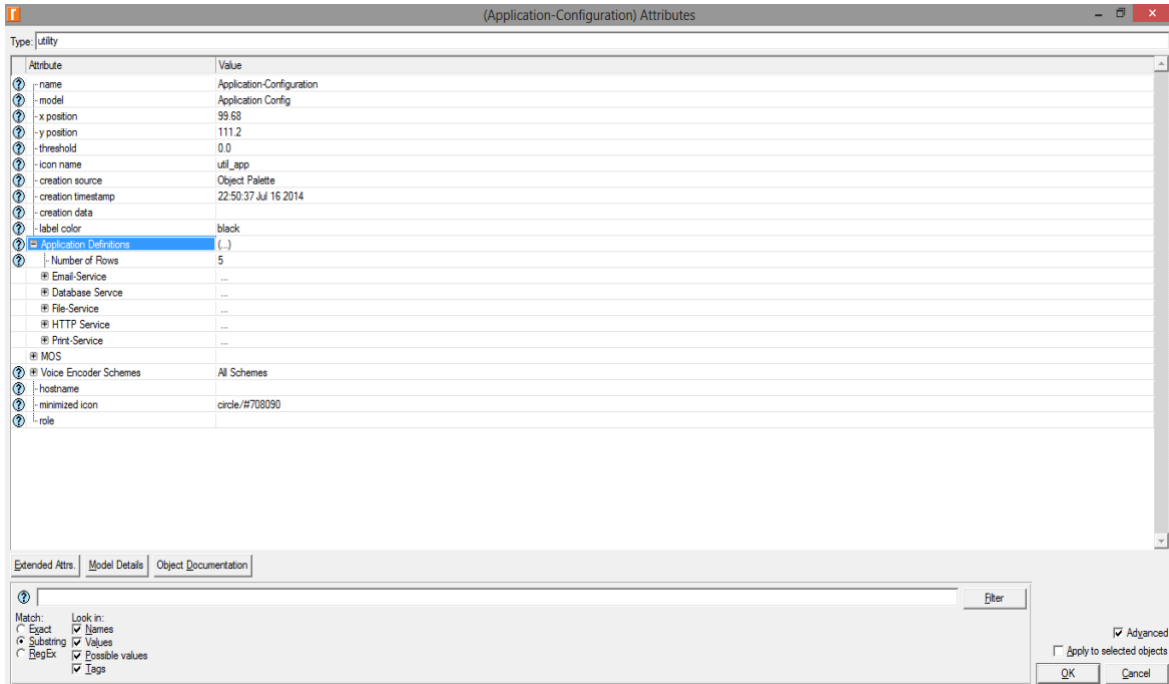 (Application-Configuration) Attributes
Type: utility
Attribute Value
name Application-Configuration
model Application Config
x position 99.68
y position 111.2
threshold 0.0
icon name util_app
creation source Object Palette
creation timestamp 22:50:37 Jul 16 2014
creation data
label color black
Application Definitions (...)
Number of Rows 5
Email-Service ...
Database Servce ...
File-Service ...
HTTP Service ...
Print-Service ...
MOS
Voice Encoder Schemes All Schemes
hostname
minimized icon circle/#708090
role
Extended Attrs. Model Details Object Documentation
Filter
Match: Look in:
Exact Names
Substring Values
RegEx Possible values
Tags
Advanced
Apply to selected objects
OK Cancel